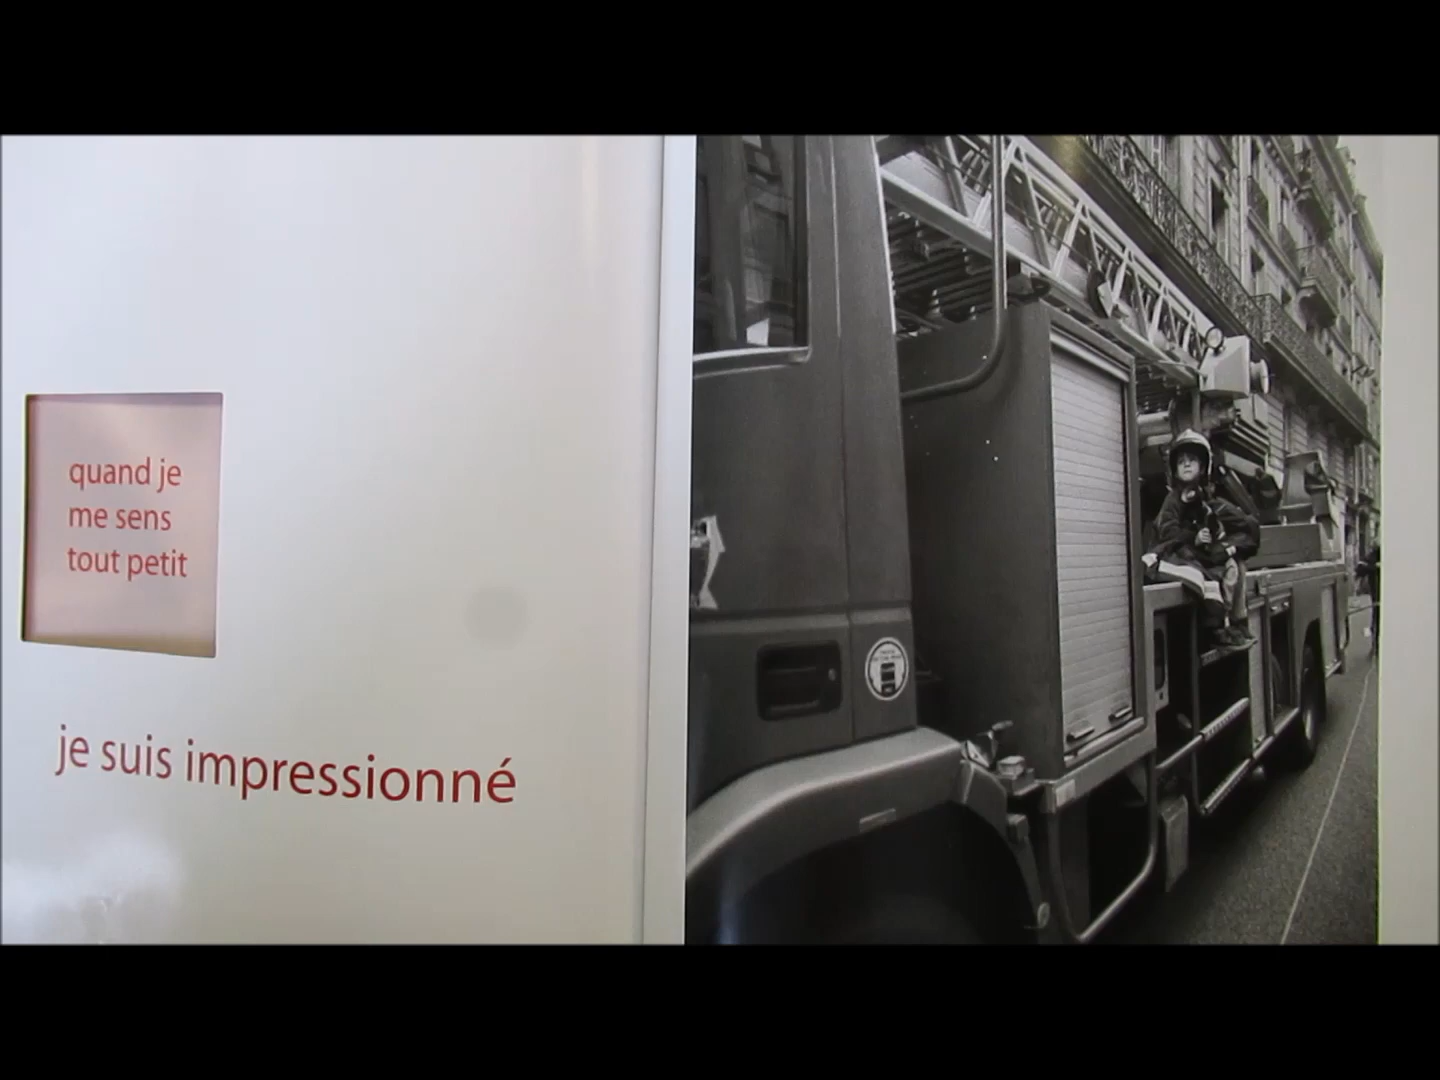 quand je
me sens
tout petit
je suis impressionné